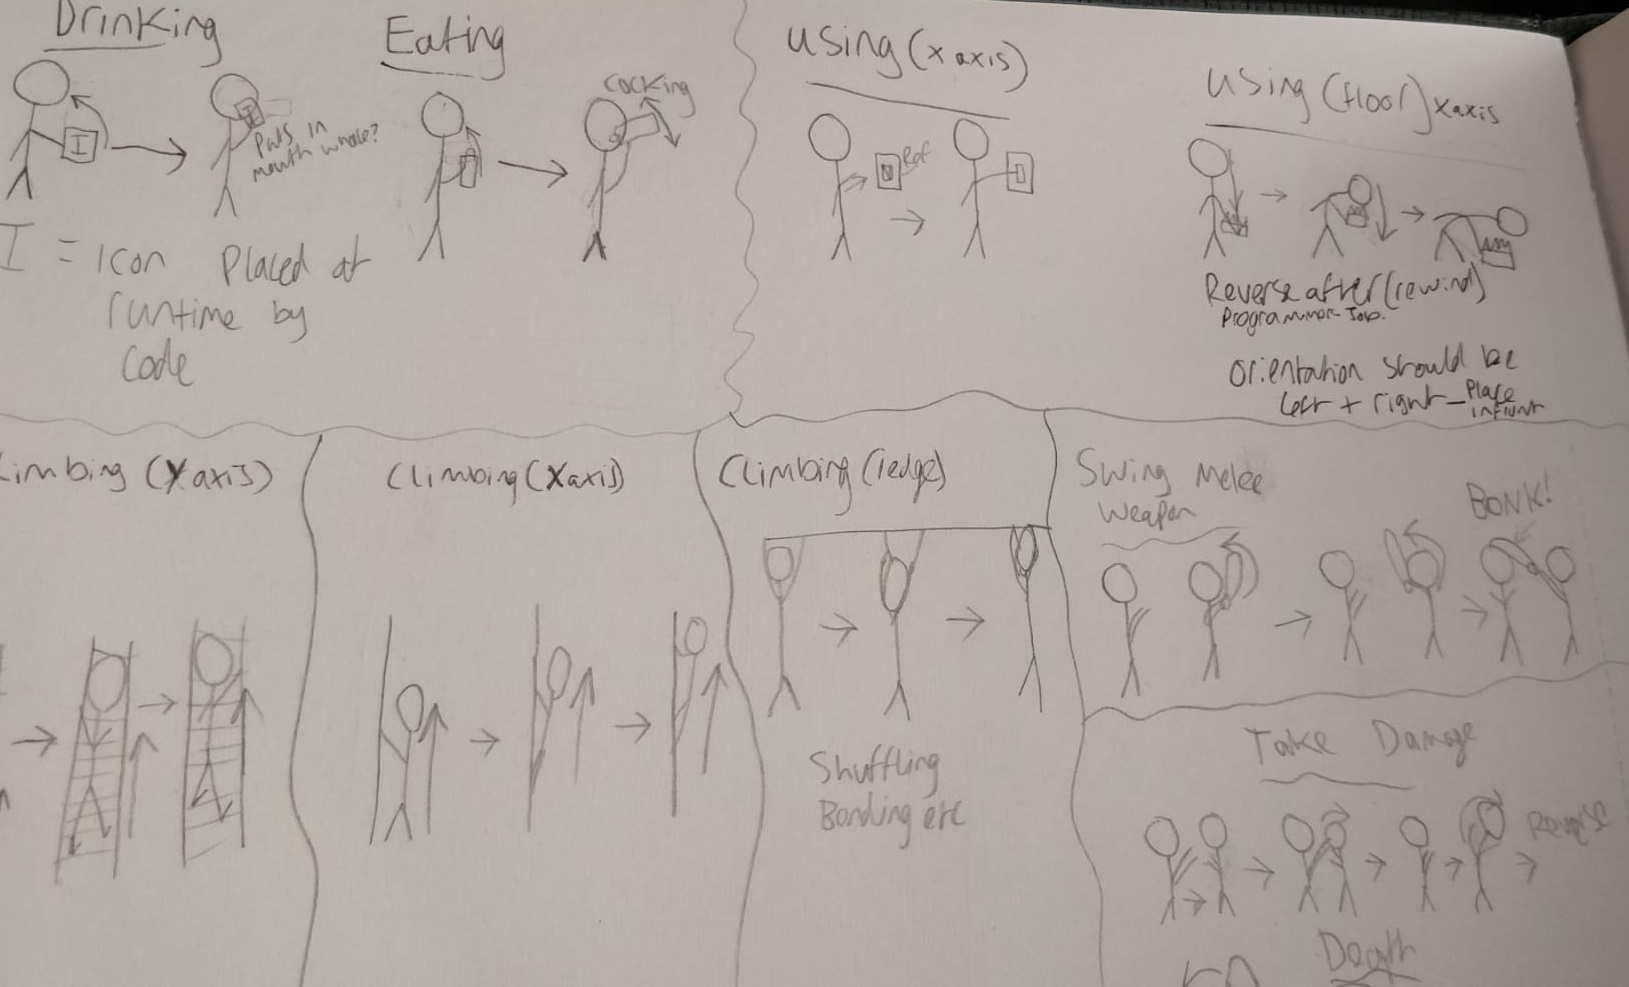 Drinking
I
I
Puts in
mouth whole?
I = Icon Placed at
runtime by
Code
Eating
cocking
using (x axis)
using (floor) x axis
Reverse after (rewind)
Programmer Job.
Orientation should be
Left + right - Place
infront
Limbing (Y axis)
Climbing (X axis)
Climbing (ledge)
Shuffling
Bending etc
Swing Melee
Weapon
BONK!
Take Damage
Reverse
Death